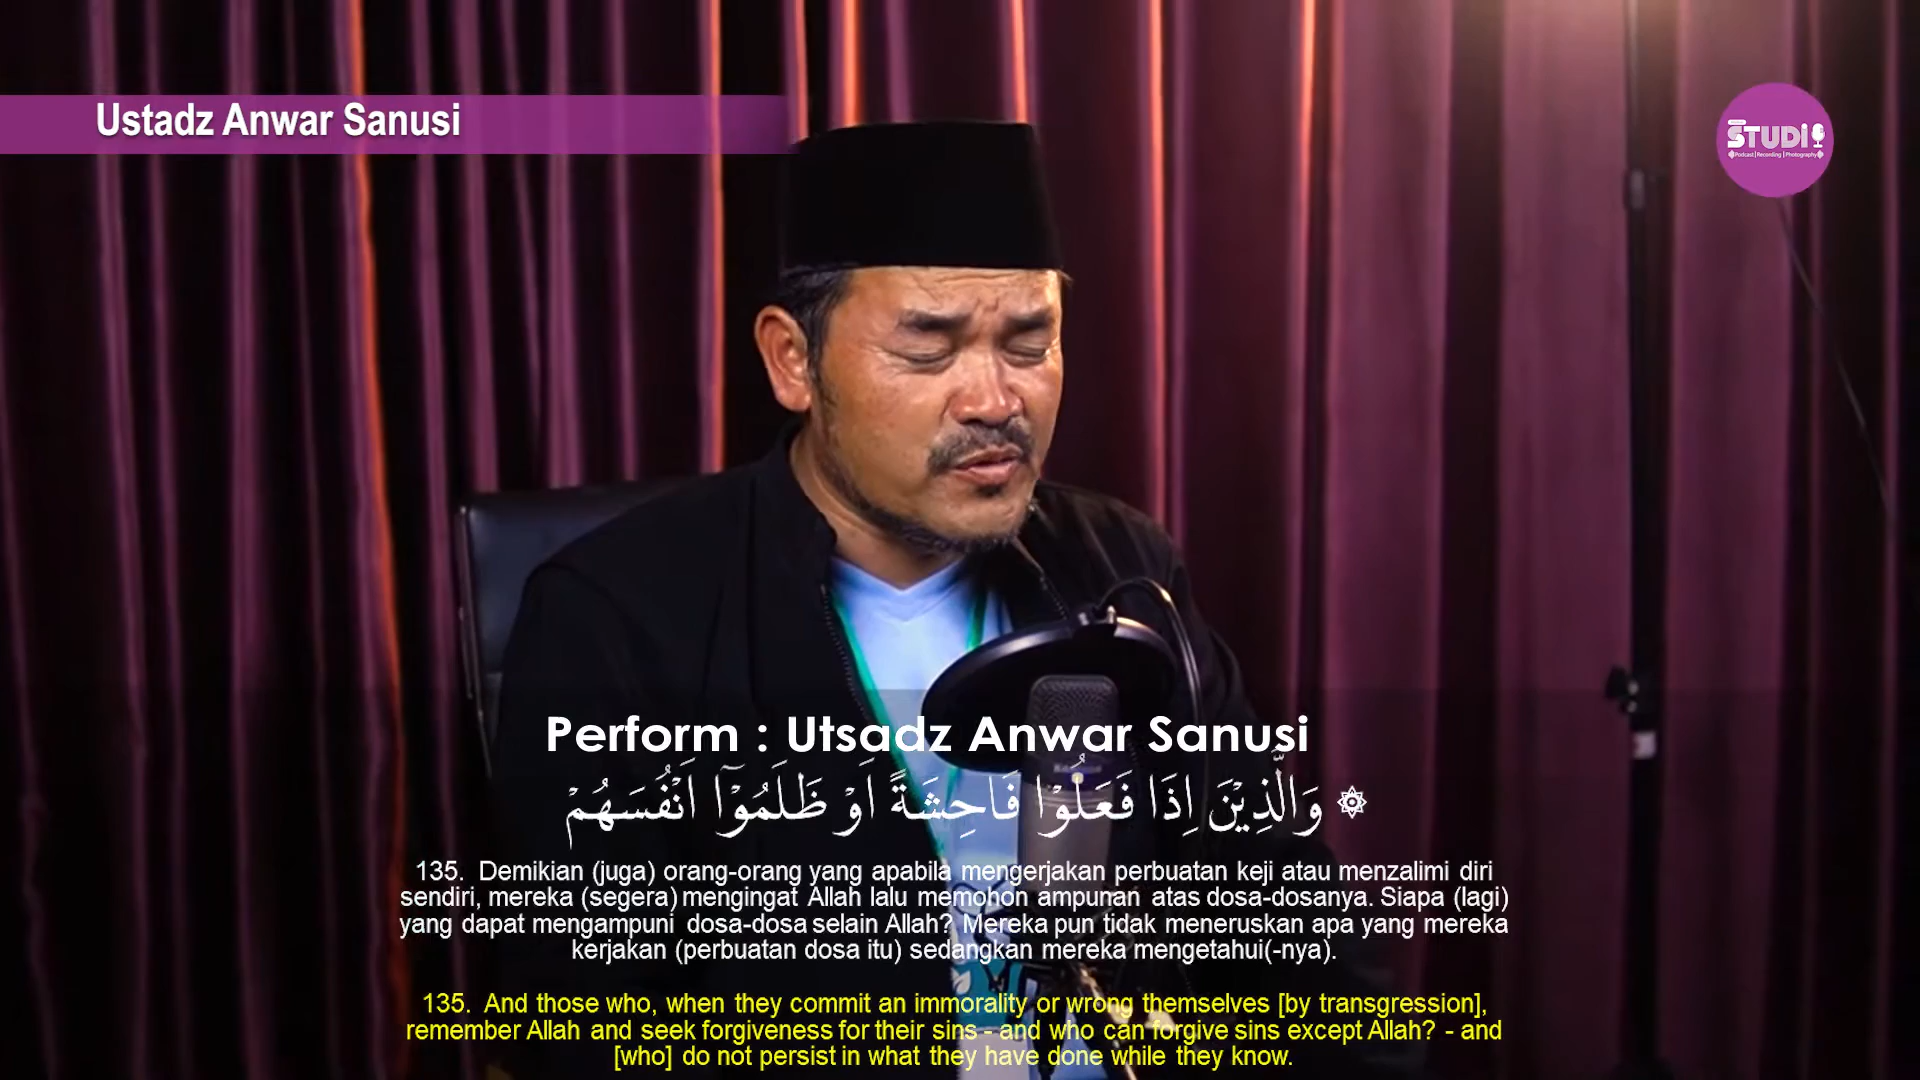 Ustadz Anwar Sanusi
STUDi
Podcast | Recording | Photography
Perform : Utsadz Anwar Sanusi
۞ وَالَّذِيْنَ اِذَا فَعَلُوْا فَاحِشَةً اَوْ ظَلَمُوْٓا اَنْفُسَهُمْ
135. Demikian (juga) orang-orang yang apabila mengerjakan perbuatan keji atau menzalimi diri
sendiri, mereka (segera) mengingat Allah lalu memohon ampunan atas dosa-dosanya. Siapa (lagi)
yang dapat mengampuni dosa-dosa selain Allah? Mereka pun tidak meneruskan apa yang mereka
kerjakan (perbuatan dosa itu) sedangkan mereka mengetahui(-nya).
135. And those who, when they commit an immorality or wrong themselves [by transgression],
remember Allah and seek forgiveness for their sins - and who can forgive sins except Allah? - and
[who] do not persist in what they have done while they know.